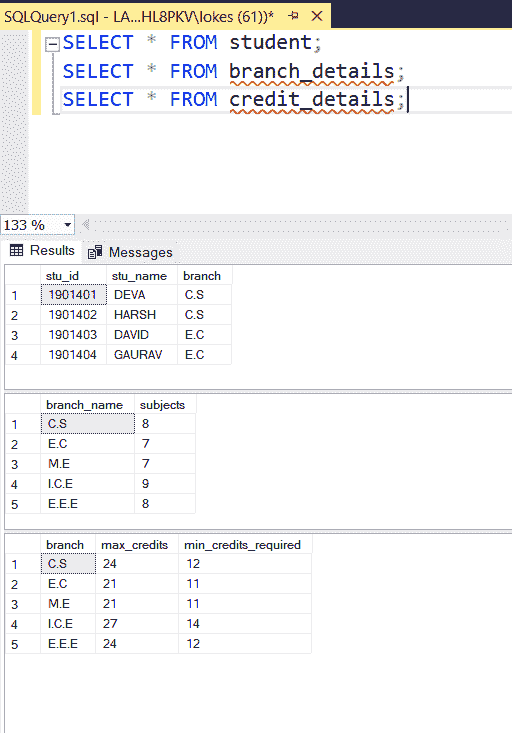 SQLQuery1.sql - LA...HL8PKV\lokes (61))*
SELECT * FROM student;
SELECT * FROM branch_details;
SELECT * FROM credit_details;
133 %
Results Messages
stu_id stu_name branch
1 1901401 DEVA C.S
2 1901402 HARSH C.S
3 1901403 DAVID E.C
4 1901404 GAURAV E.C
branch_name subjects
1 C.S 8
2 E.C 7
3 M.E 7
4 I.C.E 9
5 E.E.E 8
branch max_credits min_credits_required
1 C.S 24 12
2 E.C 21 11
3 M.E 21 11
4 I.C.E 27 14
5 E.E.E 24 12